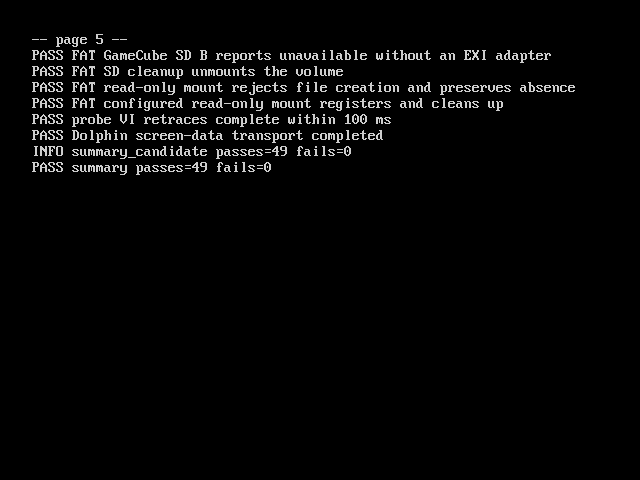 -- page 5 --
PASS FAT GameCube SD B reports unavailable without an EXI adapter
PASS FAT SD cleanup unmounts the volume
PASS FAT read-only mount rejects file creation and preserves absence
PASS FAT configured read-only mount registers and cleans up
PASS probe VI retraces complete within 100 ms
PASS Dolphin screen-data transport completed
INFO summary_candidate passes=49 fails=0
PASS summary passes=49 fails=0